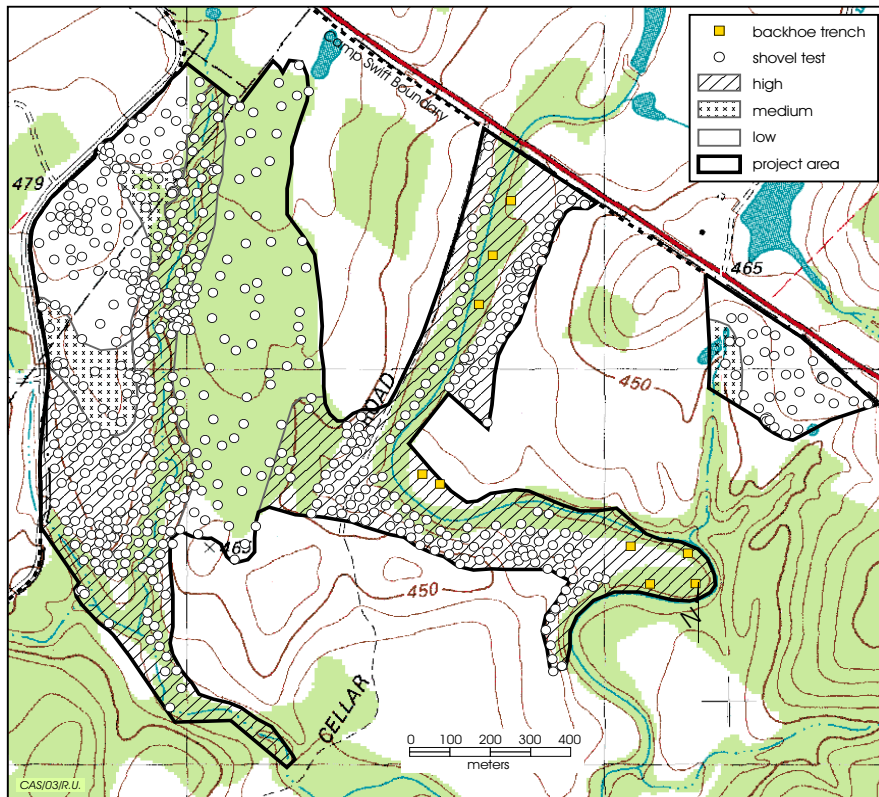 Camp Swift Boundary
backhoe trench
shovel test
high
medium
low
project area
479
465
450
ROAD
469
450
N
CELLAR
0 100 200 300 400
meters
CAS/03/R.U.